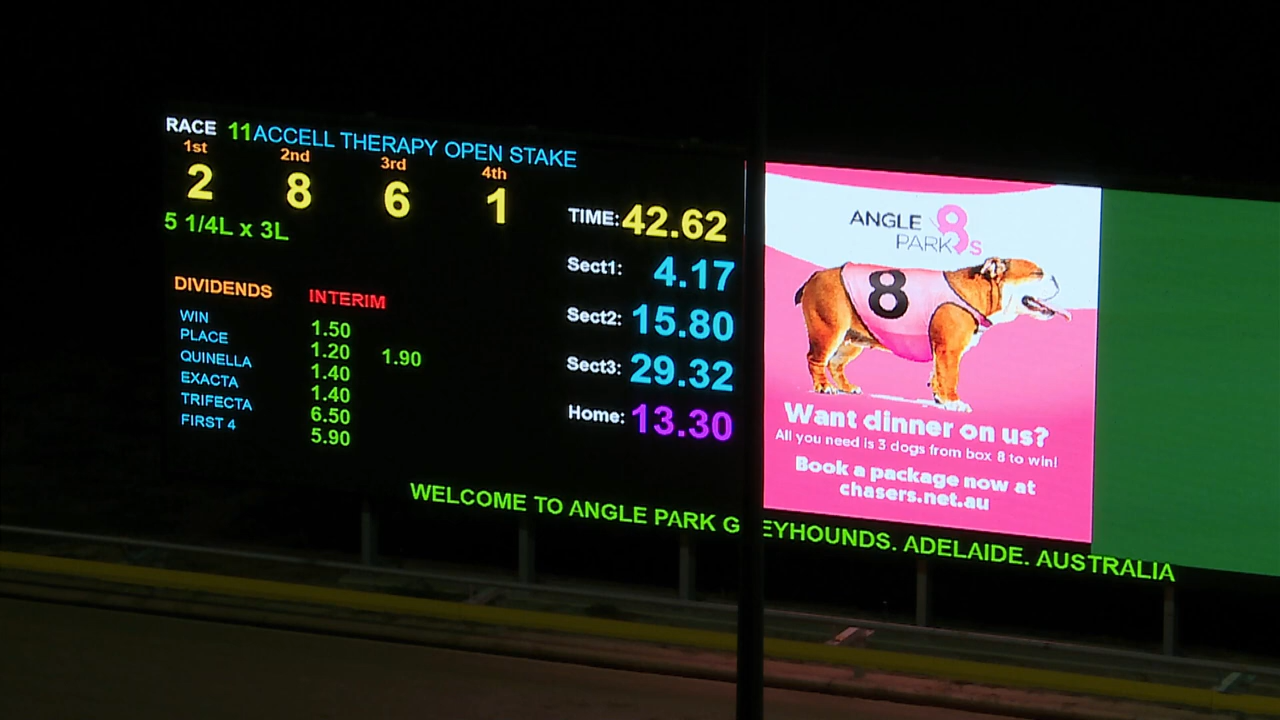 RACE 11 ACCELL THERAPY OPEN STAKE
1st 2nd 3rd 4th
2 8 6 1
5 1/4L x 3L
TIME: 42.62
Sect1: 4.17
Sect2: 15.80
Sect3: 29.32
Home: 13.30
DIVIDENDS INTERIM
WIN 1.50
PLACE 1.20 1.90
QUINELLA 1.40
EXACTA 1.40
TRIFECTA 6.50
FIRST 4 5.90
ANGLE
PARK 8s
8
Want dinner on us?
All you need is 3 dogs from box 8 to win!
Book a package now at
chasers.net.au
WELCOME TO ANGLE PARK G EYHOUNDS. ADELAIDE. AUSTRALIA